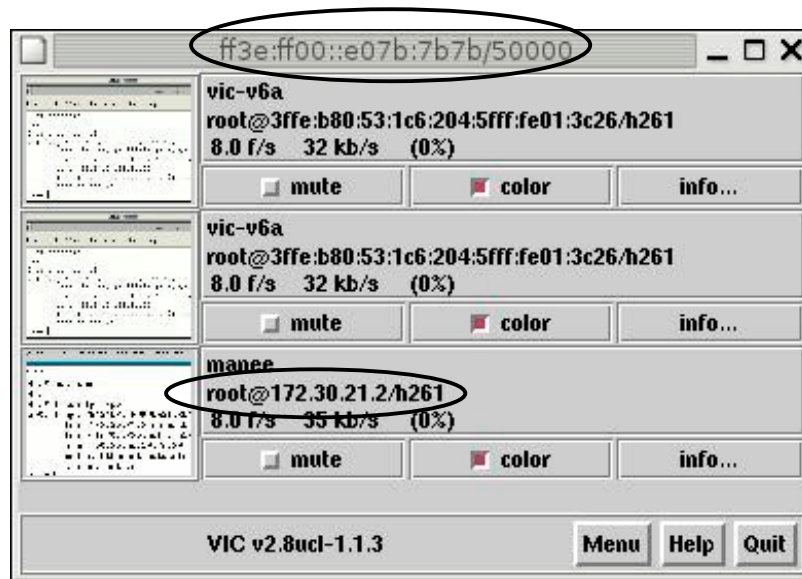 ff3e:ff00::e07b:7b7b/50000
vic-v6a
root@3ffe:b80:53:1c6:204:5fff:fe01:3c26/h261
8.0 f/s 32 kb/s (0%)
mute color info...
vic-v6a
root@3ffe:b80:53:1c6:204:5fff:fe01:3c26/h261
8.0 f/s 32 kb/s (0%)
mute color info...
manee
root@172.30.21.2/h261
8.0 f/s 35 kb/s (0%)
mute color info...
VIC v2.8ucl-1.1.3 Menu Help Quit